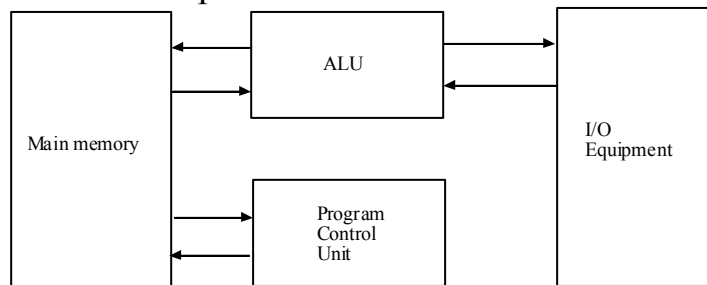 ALU
Main memory
I/O
Equipment
Program
Control
Unit